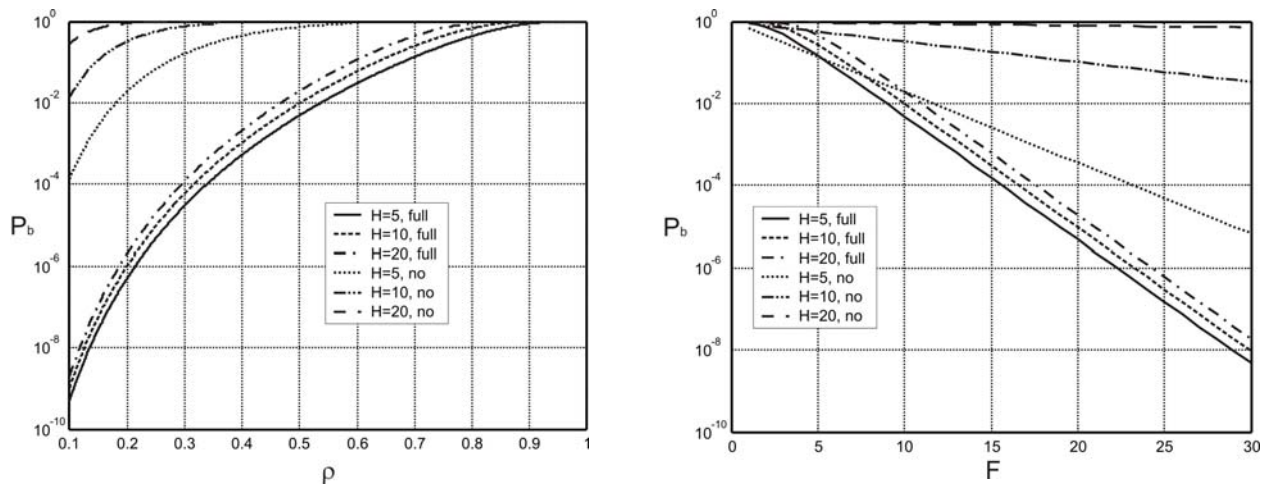 10^0
10^-2
10^-4
10^-6
10^-8
10^-10
P_b
H=5, full
H=10, full
H=20, full
H=5, no
H=10, no
H=20, no
0.1 0.2 0.3 0.4 0.5 0.6 0.7 0.8 0.9 1
ρ
10^0
10^-2
10^-4
10^-6
10^-8
10^-10
P_b
H=5, full
H=10, full
H=20, full
H=5, no
H=10, no
H=20, no
0 5 10 15 20 25 30
F